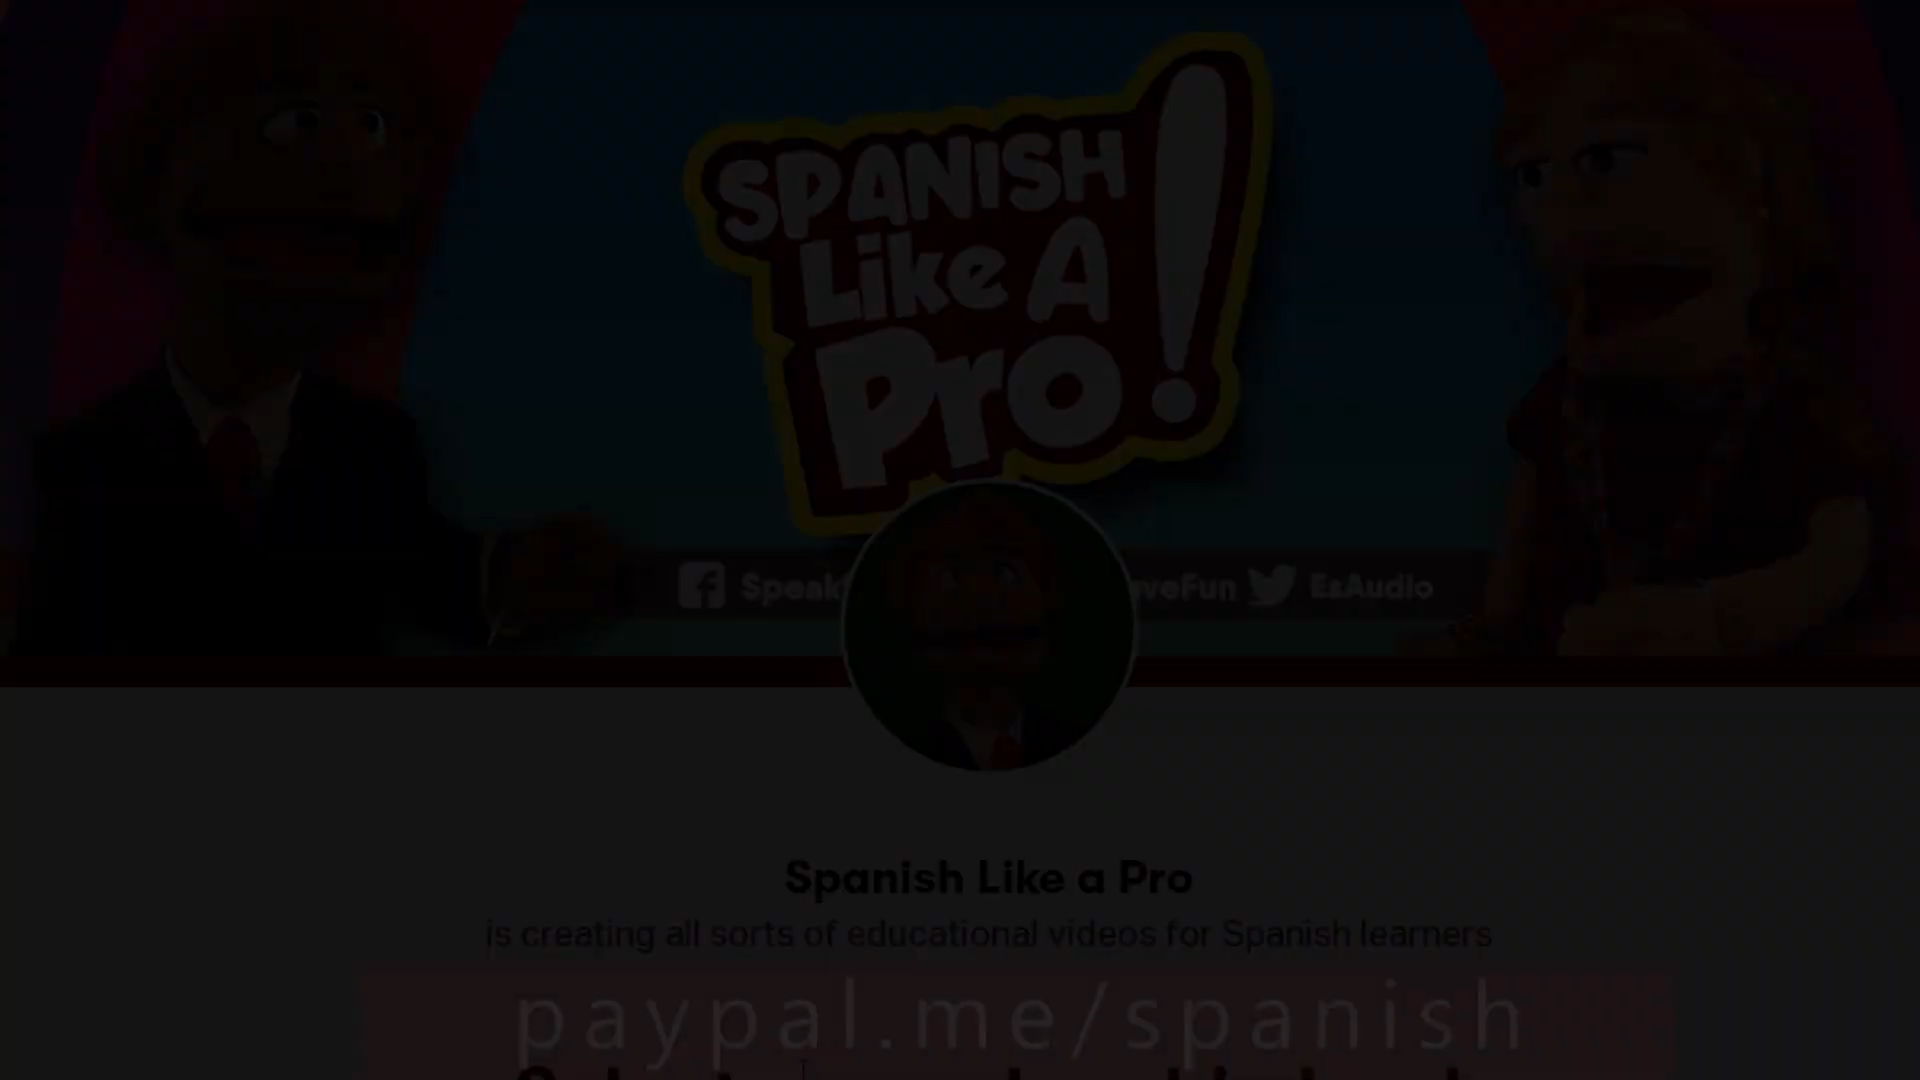 SPANISH
Like A
Pro!
Speak
veFun
EsAudio
Spanish Like a Pro
is creating all sorts of educational videos for Spanish learners
paypal.me/spanish